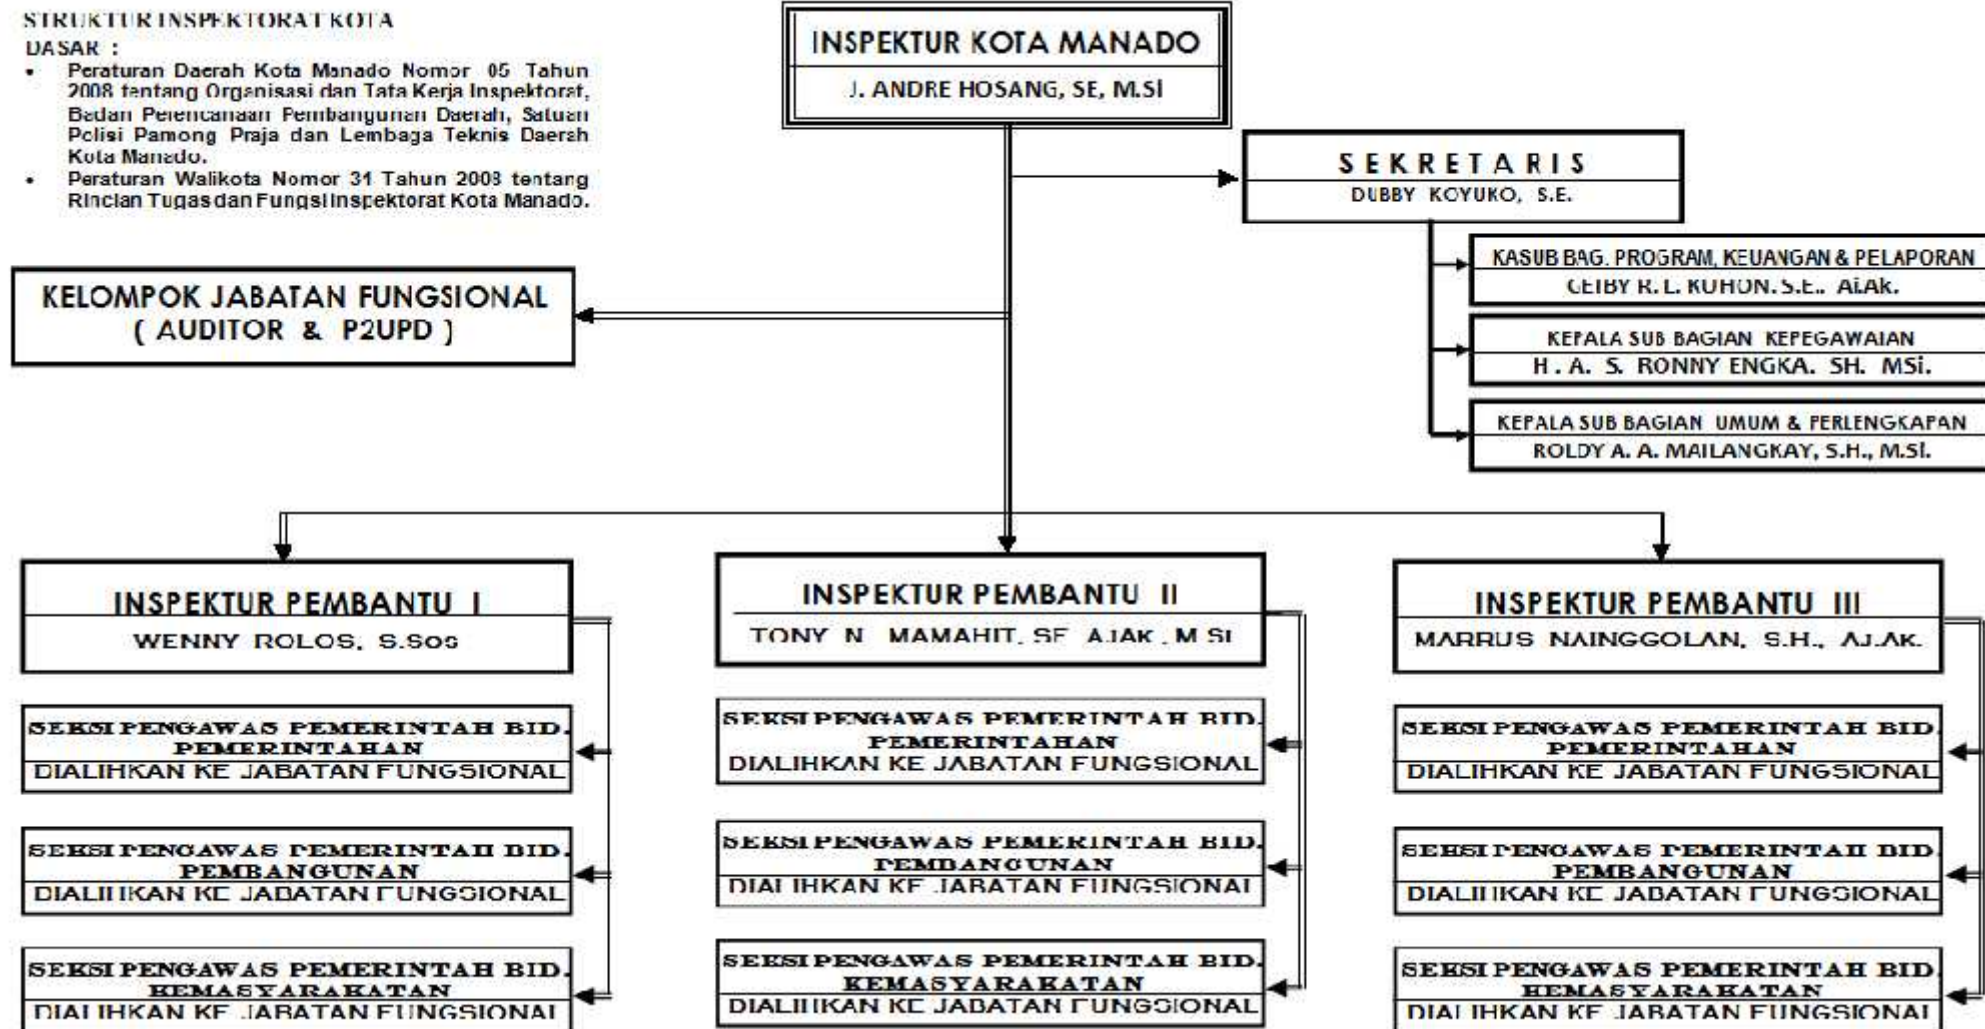 STRUKTUR INSPEKTORAT KOTA
DASAR :
• Peraturan Daerah Kota Manado Nomor 05 Tahun
2008 tentang Organisasi dan Tata Kerja Inspektorat,
Badan Perencanaan Pembangunan Daerah, Satuan
Polisi Pamong Praja dan Lembaga Teknis Daerah
Kota Manado.
• Peraturan Walikota Nomor 31 Tahun 2008 tentang
Rincian Tugas dan Fungsi Inspektorat Kota Manado.
INSPEKTUR KOTA MANADO
J. ANDRE HOSANG, SE, M.Si
SEKRETARIS
DUBBY KOYUKO, S.E.
KASUB BAG. PROGRAM, KEUANGAN & PELAPORAN
R. L. S.E.,
KEPALA SUB BAGIAN KEPEGAWAIAN
H. A. S. RONNY ENGKA. SH. MSi.
KEPALA SUB BAGIAN UMUM & PERLENGKAPAN
ROLDY A. A. MAILANGKAY, S.H., M.Si.
KELOMPOK JABATAN FUNGSIONAL
( AUDITOR & P2UPD )
INSPEKTUR PEMBANTU I
WENNY ROLOS, S.Sos
SEKSI PENGAWAS PEMERINTAH BID.
PEMERINTAHAN
DIALIHKAN KE JABATAN FUNGSIONAL
SEKSI PENGAWAS PEMERINTAH BID.
PEMBANGUNAN
DIALIHKAN KE JABATAN FUNGSIONAL
SEKSI PENGAWAS PEMERINTAH BID.
KEMASYARAKATAN
DIALIHKAN KE JABATAN FUNGSIONAL
INSPEKTUR PEMBANTU II
TONY N. MAMAHIT, SE AJAK, M.SI
SEKSI PENGAWAS PEMERINTAH BID.
PEMERINTAHAN
DIALIHKAN KE JABATAN FUNGSIONAL
SEKSI PENGAWAS PEMERINTAH BID.
PEMBANGUNAN
DIALIHKAN KE JABATAN FUNGSIONAL
SEKSI PENGAWAS PEMERINTAH BID.
KEMASYARAKATAN
DIALIHKAN KE JABATAN FUNGSIONAL
INSPEKTUR PEMBANTU III
MARRUS NAINGGOLAN, S.H., AJ.AK.
SEKSI PENGAWAS PEMERINTAH BID.
PEMERINTAHAN
DIALIHKAN KE JABATAN FUNGSIONAL
SEKSI PENGAWAS PEMERINTAH BID.
PEMBANGUNAN
DIALIHKAN KE JABATAN FUNGSIONAL
SEKSI PENGAWAS PEMERINTAH BID.
KEMASYARAKATAN
DIALIHKAN KE JABATAN FUNGSIONAL